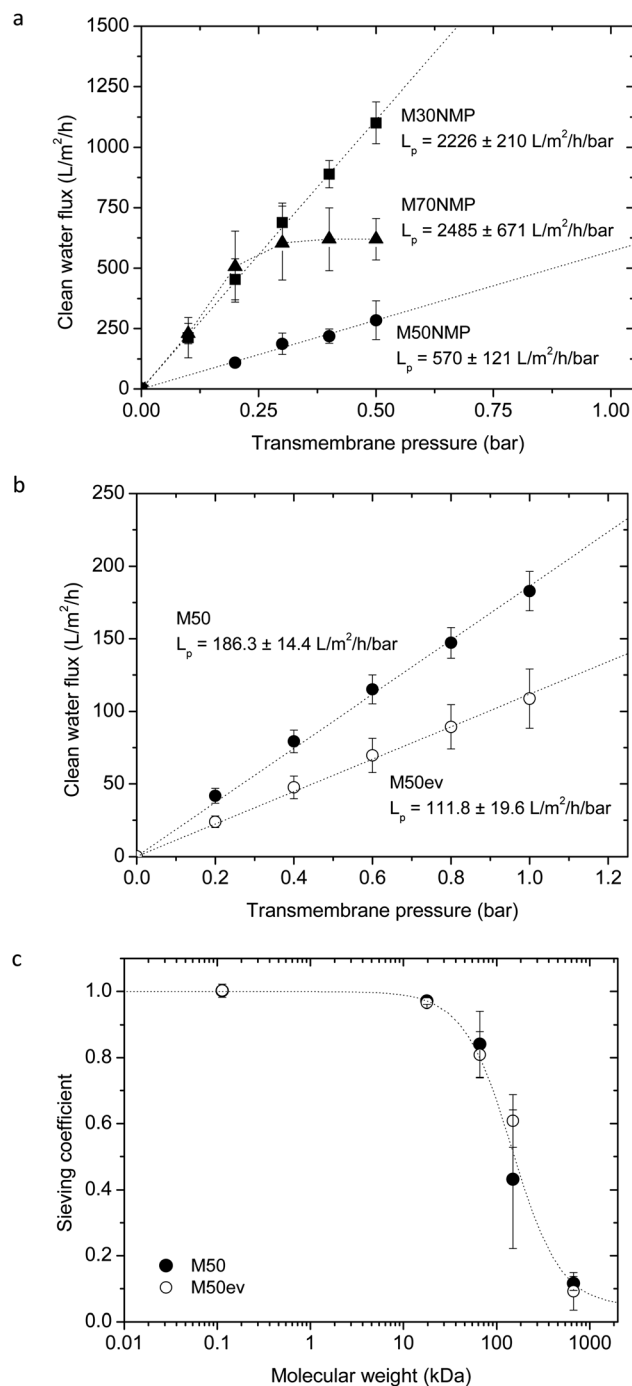 a
1500
1250
1000
750
500
250
0
Clean water flux (L/m²/h)
M30NMP
Lₚ = 2226 ± 210 L/m²/h/bar
M70NMP
Lₚ = 2485 ± 671 L/m²/h/bar
M50NMP
Lₚ = 570 ± 121 L/m²/h/bar
0.00 0.25 0.50 0.75 1.00
Transmembrane pressure (bar)
b
250
200
150
100
50
0
Clean water flux (L/m²/h)
M50
Lₚ = 186.3 ± 14.4 L/m²/h/bar
M50ev
Lₚ = 111.8 ± 19.6 L/m²/h/bar
0.0 0.2 0.4 0.6 0.8 1.0 1.2
Transmembrane pressure (bar)
c
1.0
0.8
0.6
0.4
0.2
0.0
Sieving coefficient
M50
M50ev
0.01 0.1 1 10 100 1000
Molecular weight (kDa)